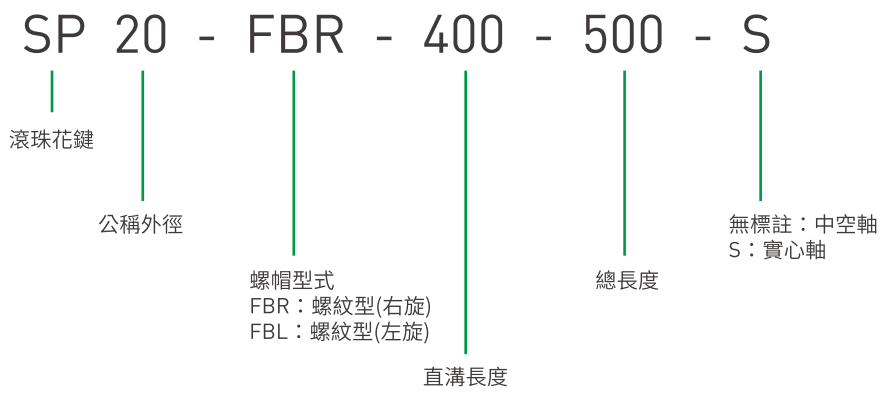 SP 20 - FBR - 400 - 500 - S
滾珠花鍵
公稱外徑
螺帽型式
FBR：螺紋型(右旋)
FBL：螺紋型(左旋)
直溝長度
總長度
無標註：中空軸
S：實心軸